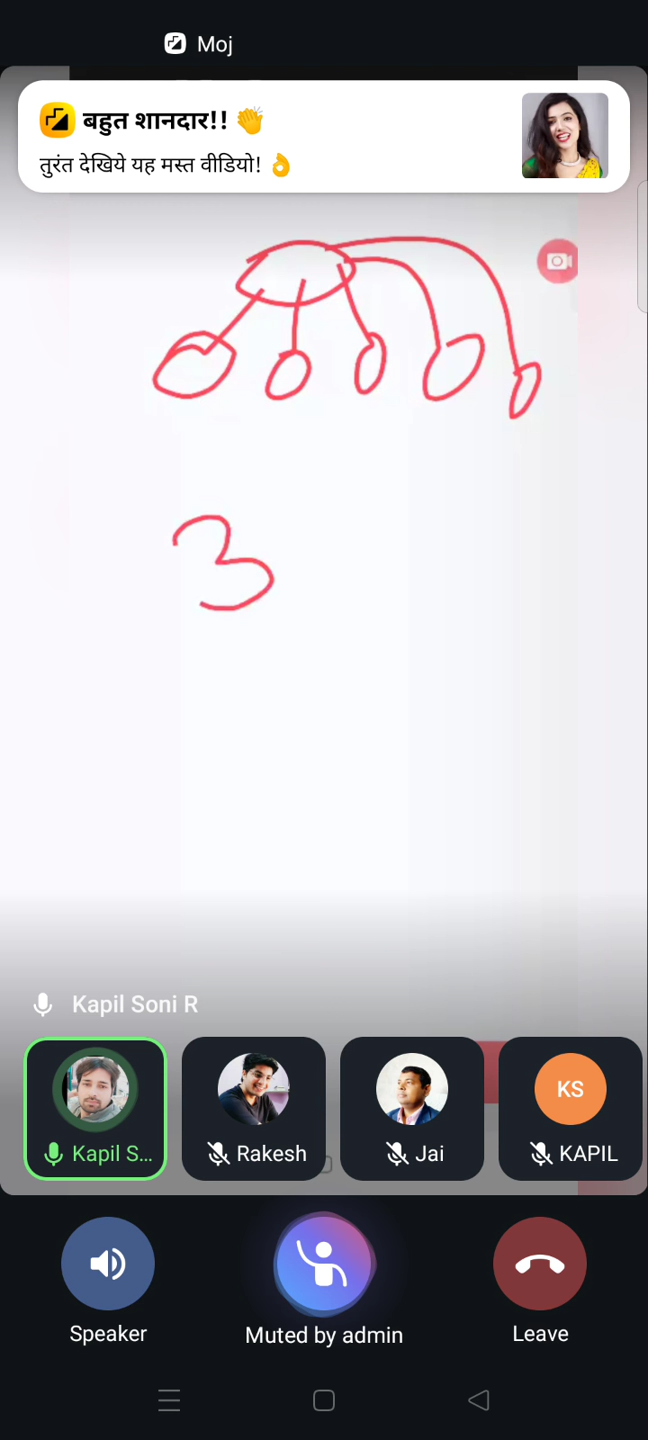 Moj
बहुत शानदार!! 👏
तुरंत देखिये यह मस्त वीडियो! 👌
3
Kapil Soni R
Kapil S...
Rakesh
Jai
KS
KAPIL
Speaker
Muted by admin
Leave